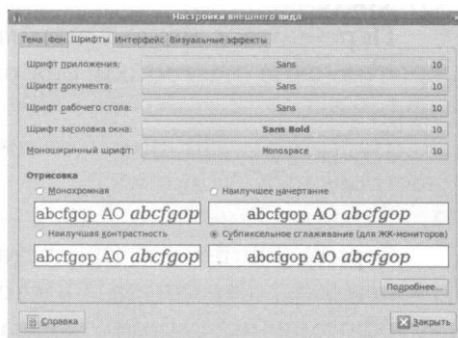 Настройки внешнего вида
Тема Фон Шрифты Интерфейс Визуальные эффекты
Шрифт приложения: Sans 10
Шрифт документа: Sans 10
Шрифт рабочего стола: Sans 10
Шрифт заголовка окна: Sans Bold 10
Моноширинный шрифт: Monospace 10
Отрисовка
Монохромная Наилучшее начертание
abcfgop AO abcfgop abcfgop AO abcfgop
Наилучшая контрастность Субпиксельное сглаживание (для ЖК-мониторов)
abcfgop AO abcfgop abcfgop AO abcfgop
Подробнее...
Справка Закрыть